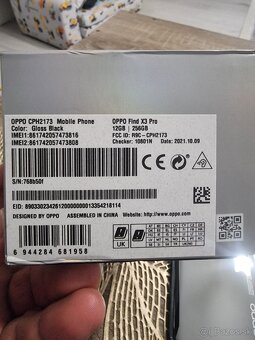 OPPO CPH2173 Mobile Phone OPPO Find X3 Pro
Color: Gloss Black 12GB | 256GB
IMEI1:861742057473816 FCC ID: R9C-CPH2173
IMEI2:861742057473808 Checker: 10801N Date: 2021.10.09
S/N:768b50f
EID: 89033023426120000000013354218114
DESIGNED BY OPPO ASSEMBLED IN CHINA www.oppo.com
6 944284 681958
UK